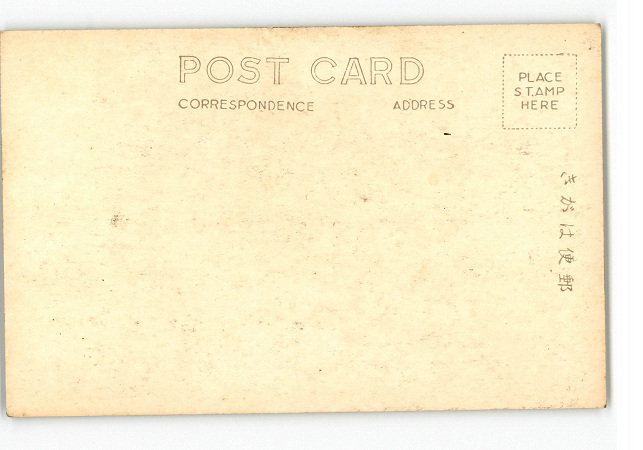 POST CARD
CORRESPONDENCE ADDRESS
PLACE
STAMP
HERE
きがは便郵